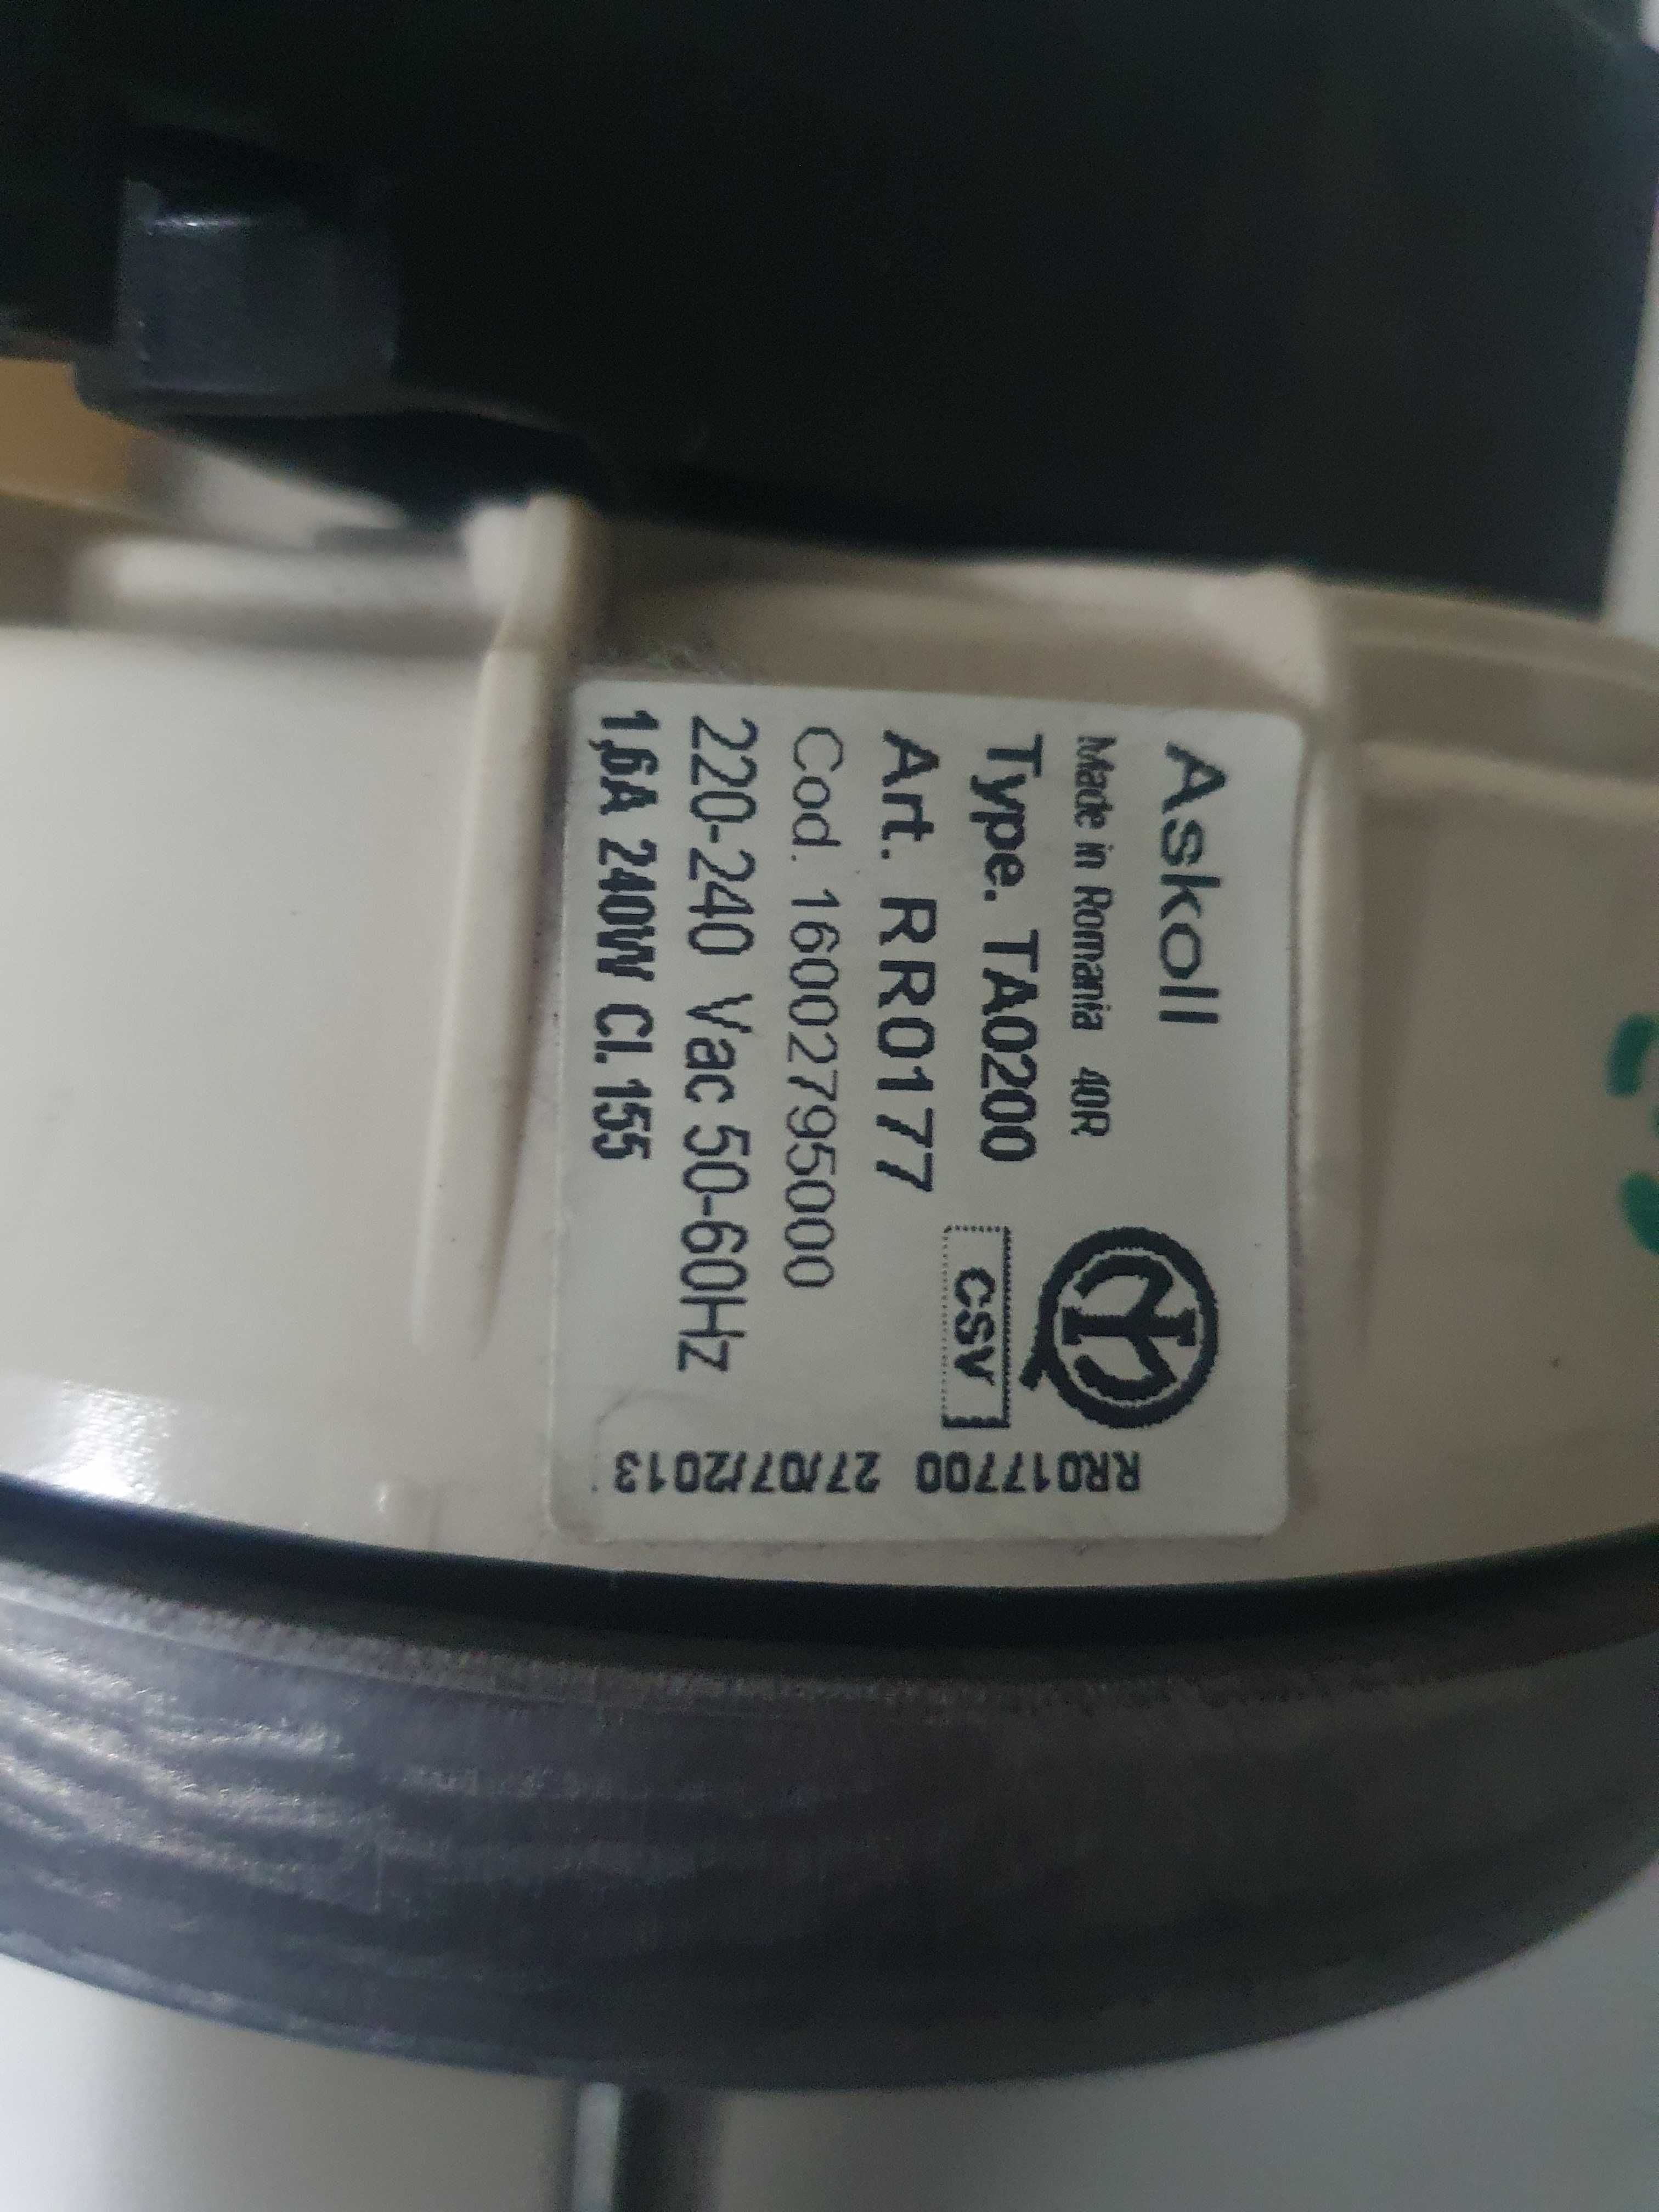 Askoll
Made in Romania 40R
Type. TA0200
Art. RR0177
CSV
Cod. 16002795000
220-240 Vac 50-60Hz
1,6A 240W Cl. 155
RR017700 27/07/2013